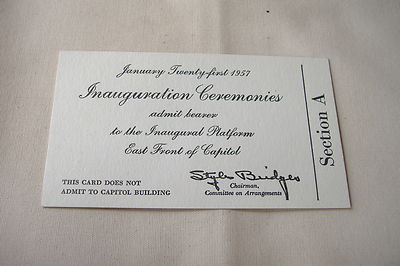 January Twenty-first 1957
Inauguration Ceremonies
admit bearer
to the Inaugural Platform
East Front of Capitol
THIS CARD DOES NOT
ADMIT TO CAPITOL BUILDING
Styles Bridges
Chairman,
Committee on Arrangements
Section A